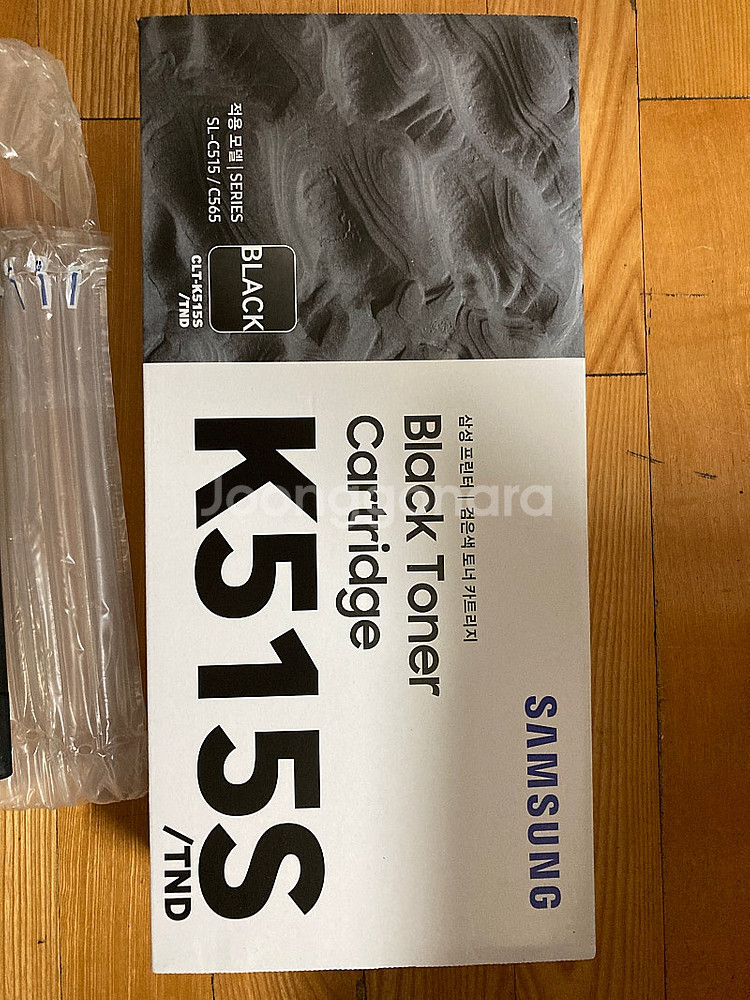 SAMSUNG
삼성 프린터 | 검은색 토너 카트리지
Black Toner
Cartridge
K515S
/TND
적용 모델 | SERIES
SL-C515 / C565
BLACK
CLT-K515S
/TND
Joonggonara